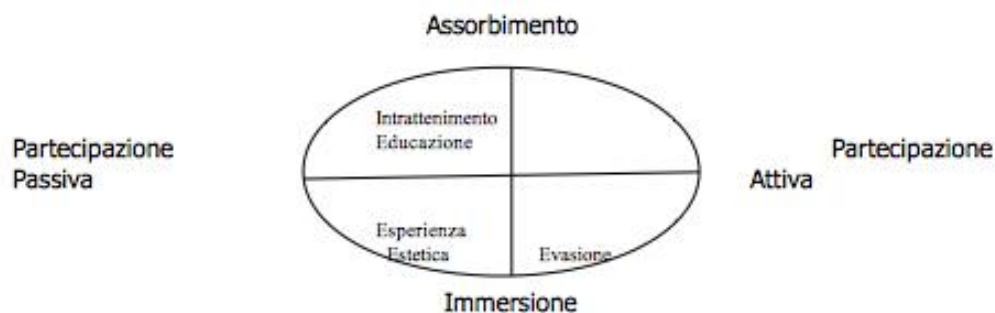 Assorbimento
Intrattenimento
Educazione
Partecipazione
Passiva
Partecipazione
Attiva
Esperienza
Estetica
Evasione
Immersione